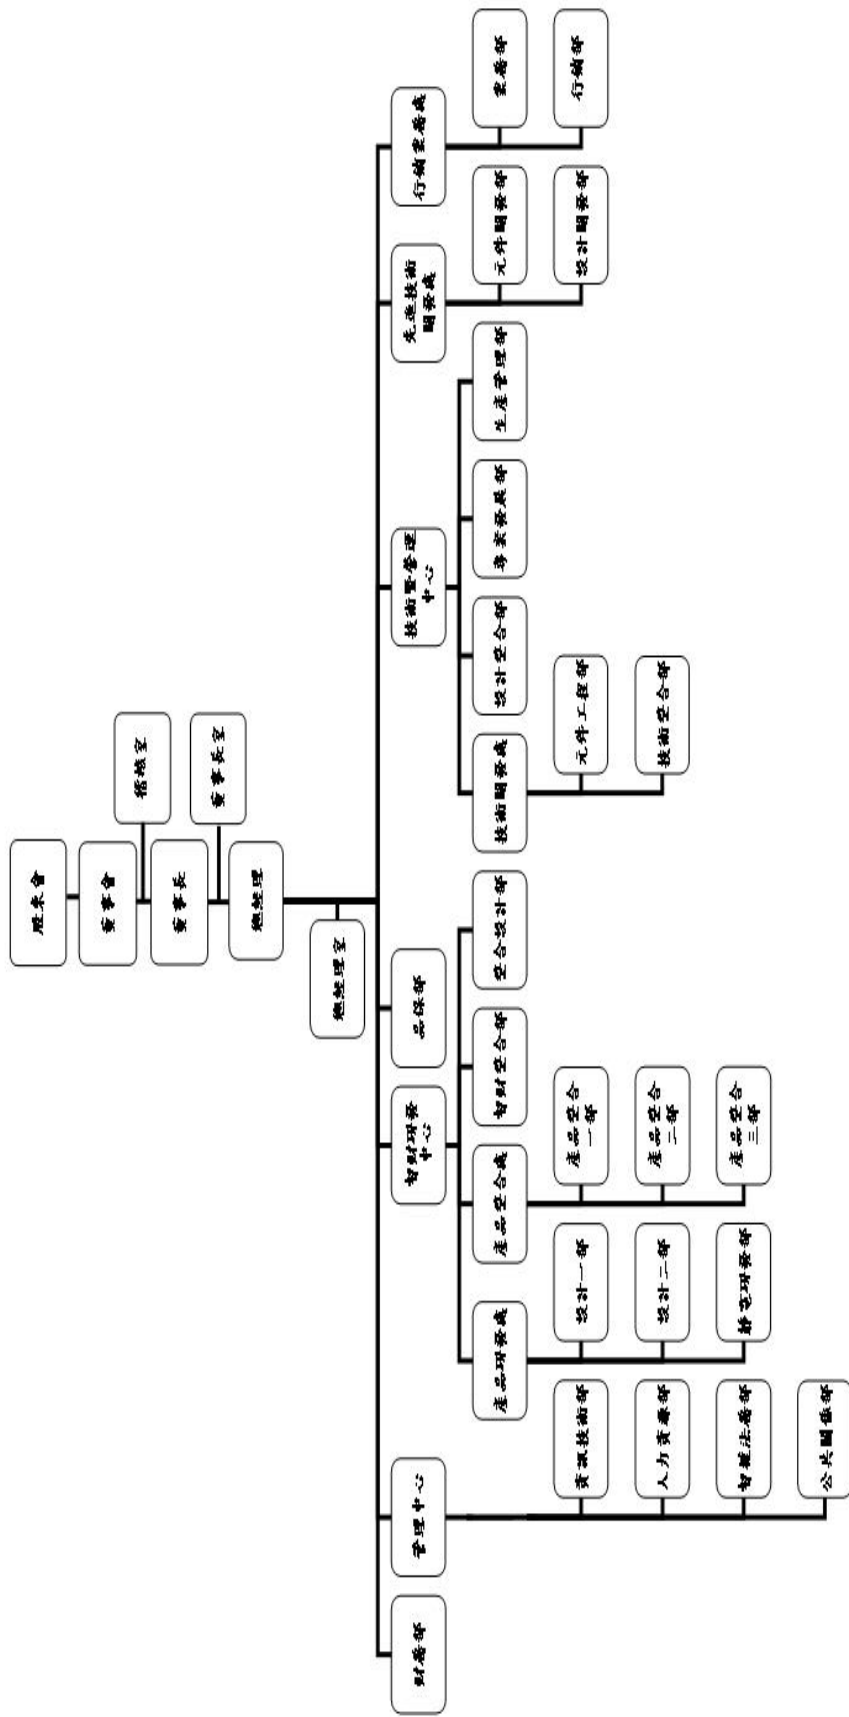 股東會
董事會
稽核室
董事長
董事長室
總經理
總經理室
財務部
管理中心
資訊技術部
人力資源部
智權法務部
公共關係部
智財研發
中心
產品研發處
設計一部
設計二部
靜電研發部
產品整合處
產品整合
一部
產品整合
二部
產品整合
三部
智財整合部
整合設計部
品保部
技術暨管理
中心
技術開發處
元件工程部
技術整合部
設計整合部
專案發展部
生產管理部
先進技術
開發處
元件開發部
設計開發部
行銷業務處
業務部
行銷部